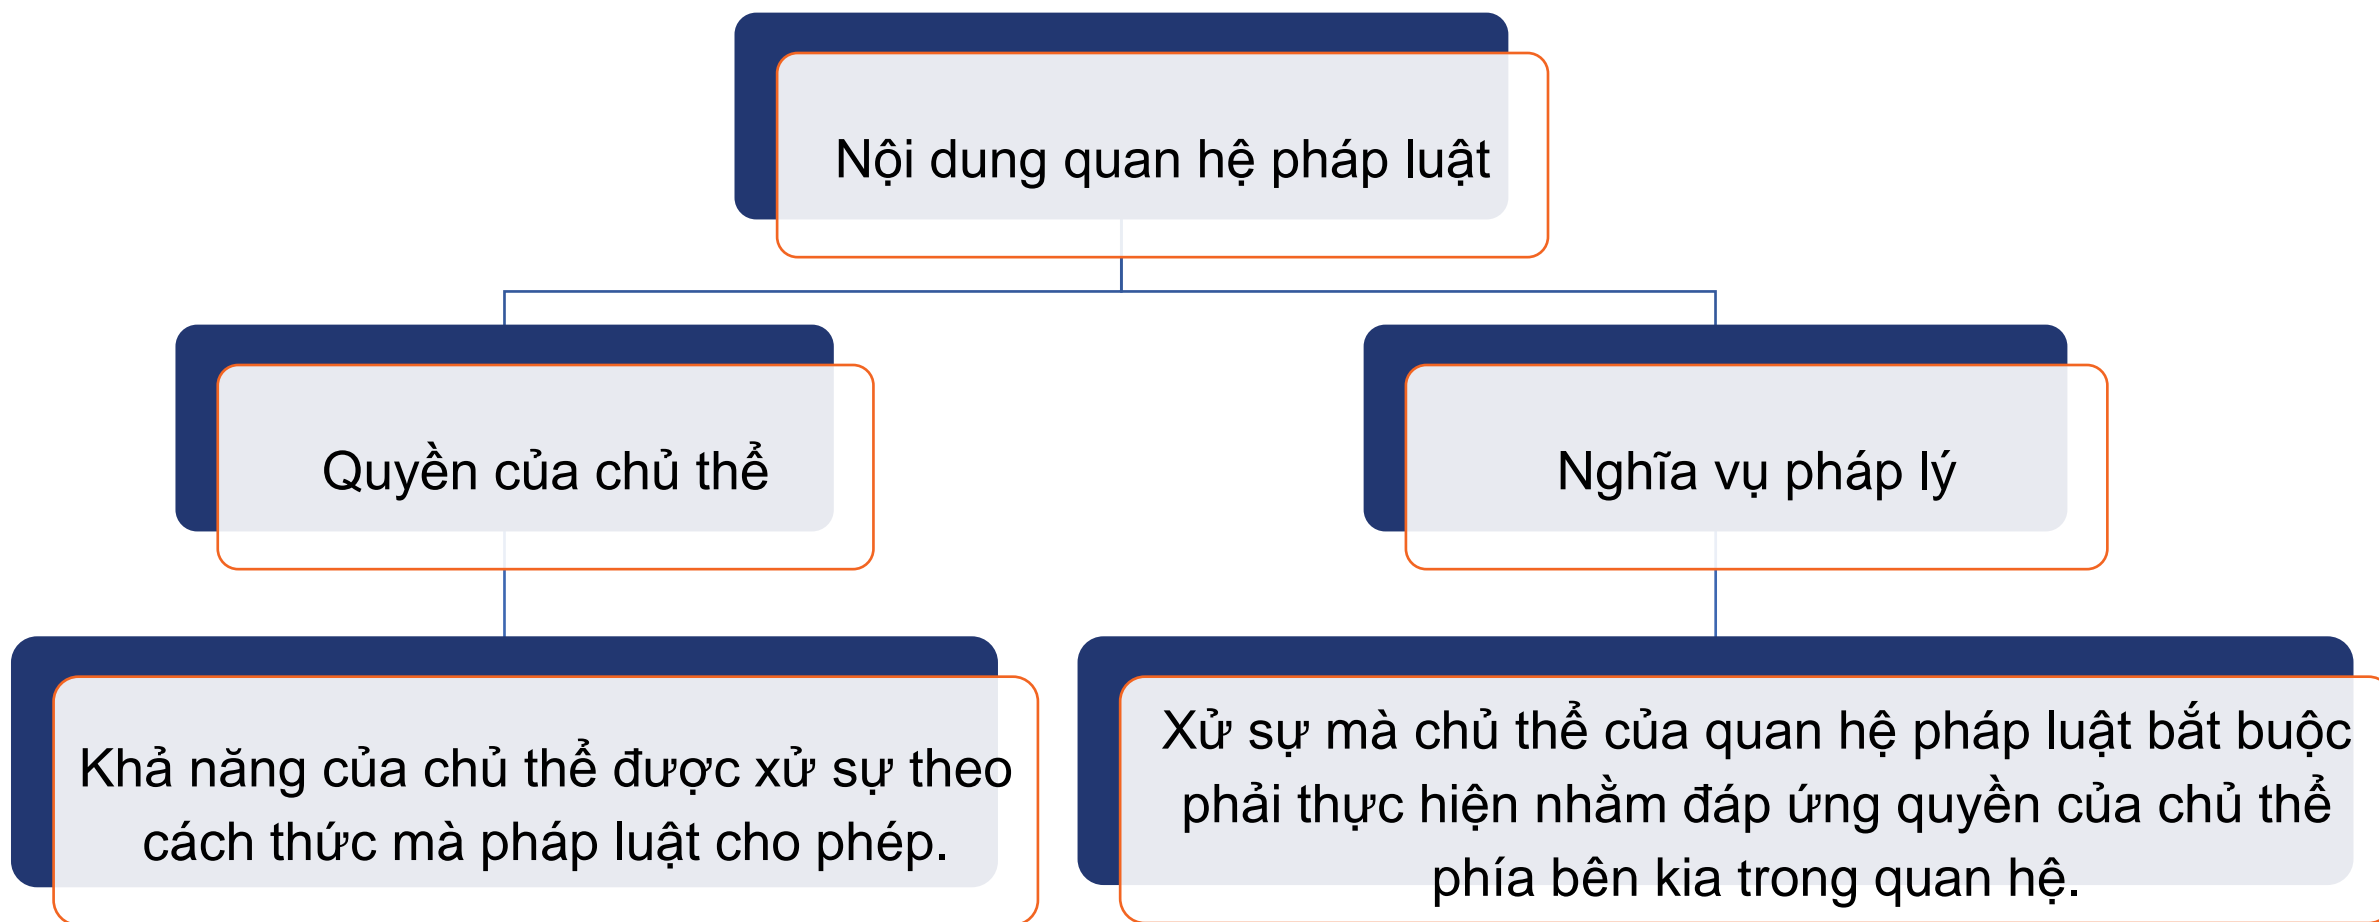 Nội dung quan hệ pháp luật
Quyền của chủ thể
Nghĩa vụ pháp lý
Khả năng của chủ thể được xử sự theo
cách thức mà pháp luật cho phép.
Xử sự mà chủ thể của quan hệ pháp luật bắt buộc
phải thực hiện nhằm đáp ứng quyền của chủ thể
phía bên kia trong quan hệ.